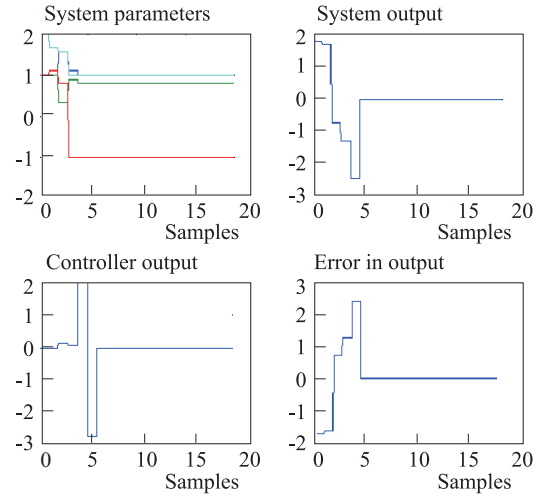 System parameters
2
1
0
-1
2
0 5 10 15 20
Samples
System output
2
1
0
-1
-2
-3
0 5 10 15 20
Samples
Controller output
2
1
0
-1
-2
-3
0 5 10 15 20
Samples
Error in output
3
2
1
0
-1
-2
0 5 10 15 20
Samples